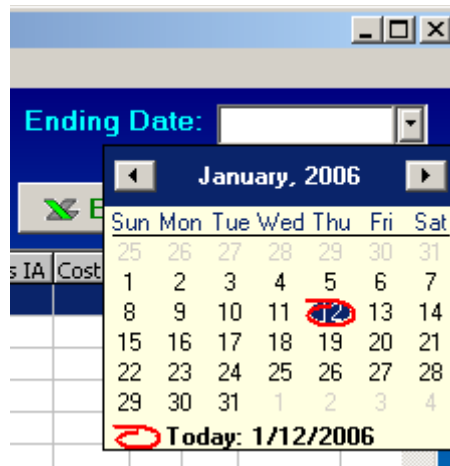 Ending Date:
January, 2006
E
Sun Mon Tue Wed Thu Fri Sat
25 26 27 28 29 30 31
s IA Cost
1 2 3 4 5 6 7
8 9 10 11 12 13 14
15 16 17 18 19 20 21
22 23 24 25 26 27 28
29 30 31 1 2 3 4
Today: 1/12/2006